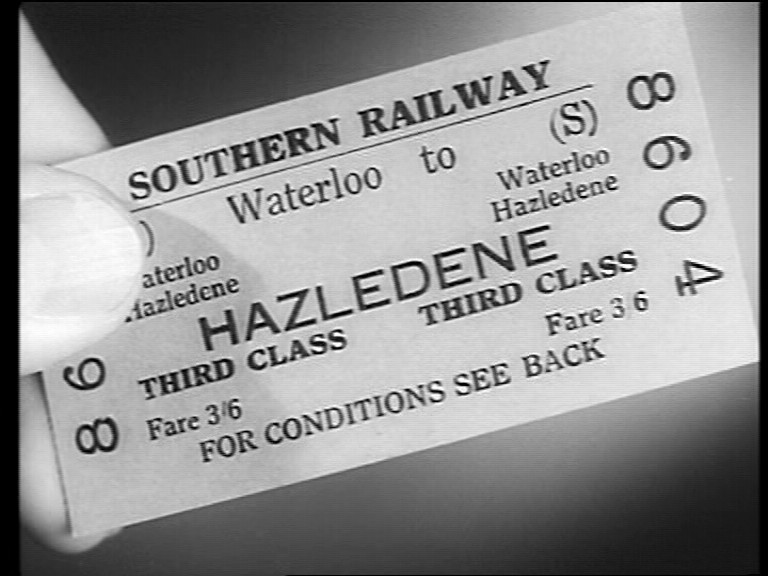 SOUTHERN RAILWAY
(S)
Waterloo to
Waterloo
Hazledene
aterloo
Hazledene
HAZLEDENE
THIRD CLASS THIRD CLASS
Fare 3/6 Fare 3 6
FOR CONDITIONS SEE BACK
8604
86